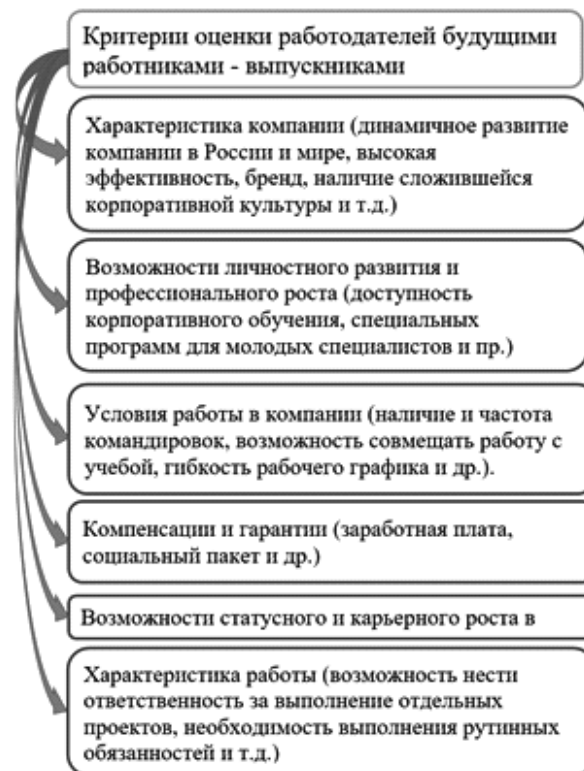 Критерии оценки работодателей будущими
работниками - выпускниками
Характеристика компании (динамичное развитие
компании в России и мире, высокая
эффективность, бренд, наличие сложившейся
корпоративной культуры и т.д.)
Возможности личностного развития и
профессионального роста (доступность
корпоративного обучения, специальных
программ для молодых специалистов и пр.)
Условия работы в компании (наличие и частота
командировок, возможность совмещать работу с
учебой, гибкость рабочего графика и др.).
Компенсации и гарантии (заработная плата,
социальный пакет и др.)
Возможности статусного и карьерного роста в
Характеристика работы (возможность нести
ответственность за выполнение отдельных
проектов, необходимость выполнения рутинных
обязанностей и т.д.)